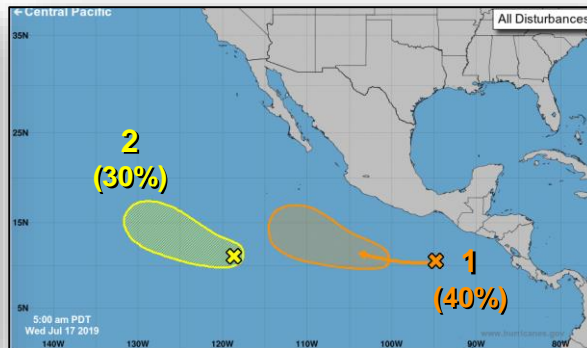 ←Central Pacific
All Disturbances
35N
25N
2
(30%)
15N
1
(40%)
5N
5:00 am PDT
Wed Jul 17 2019
www.hurricanes.gov
140W
130W
120W
110W
100W
90W
80W